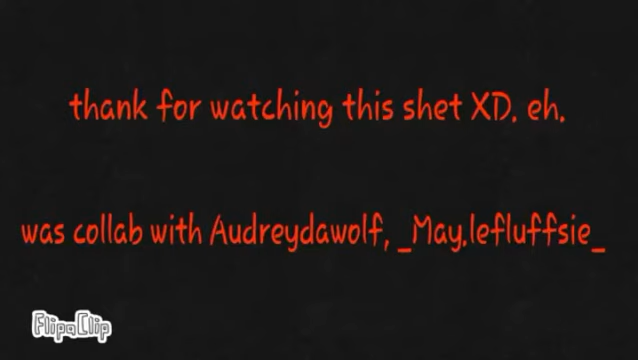 thank for watching this shet XD. eh.
was collab with Audreydawolf, _May.lefluffsie_
FlipaClip